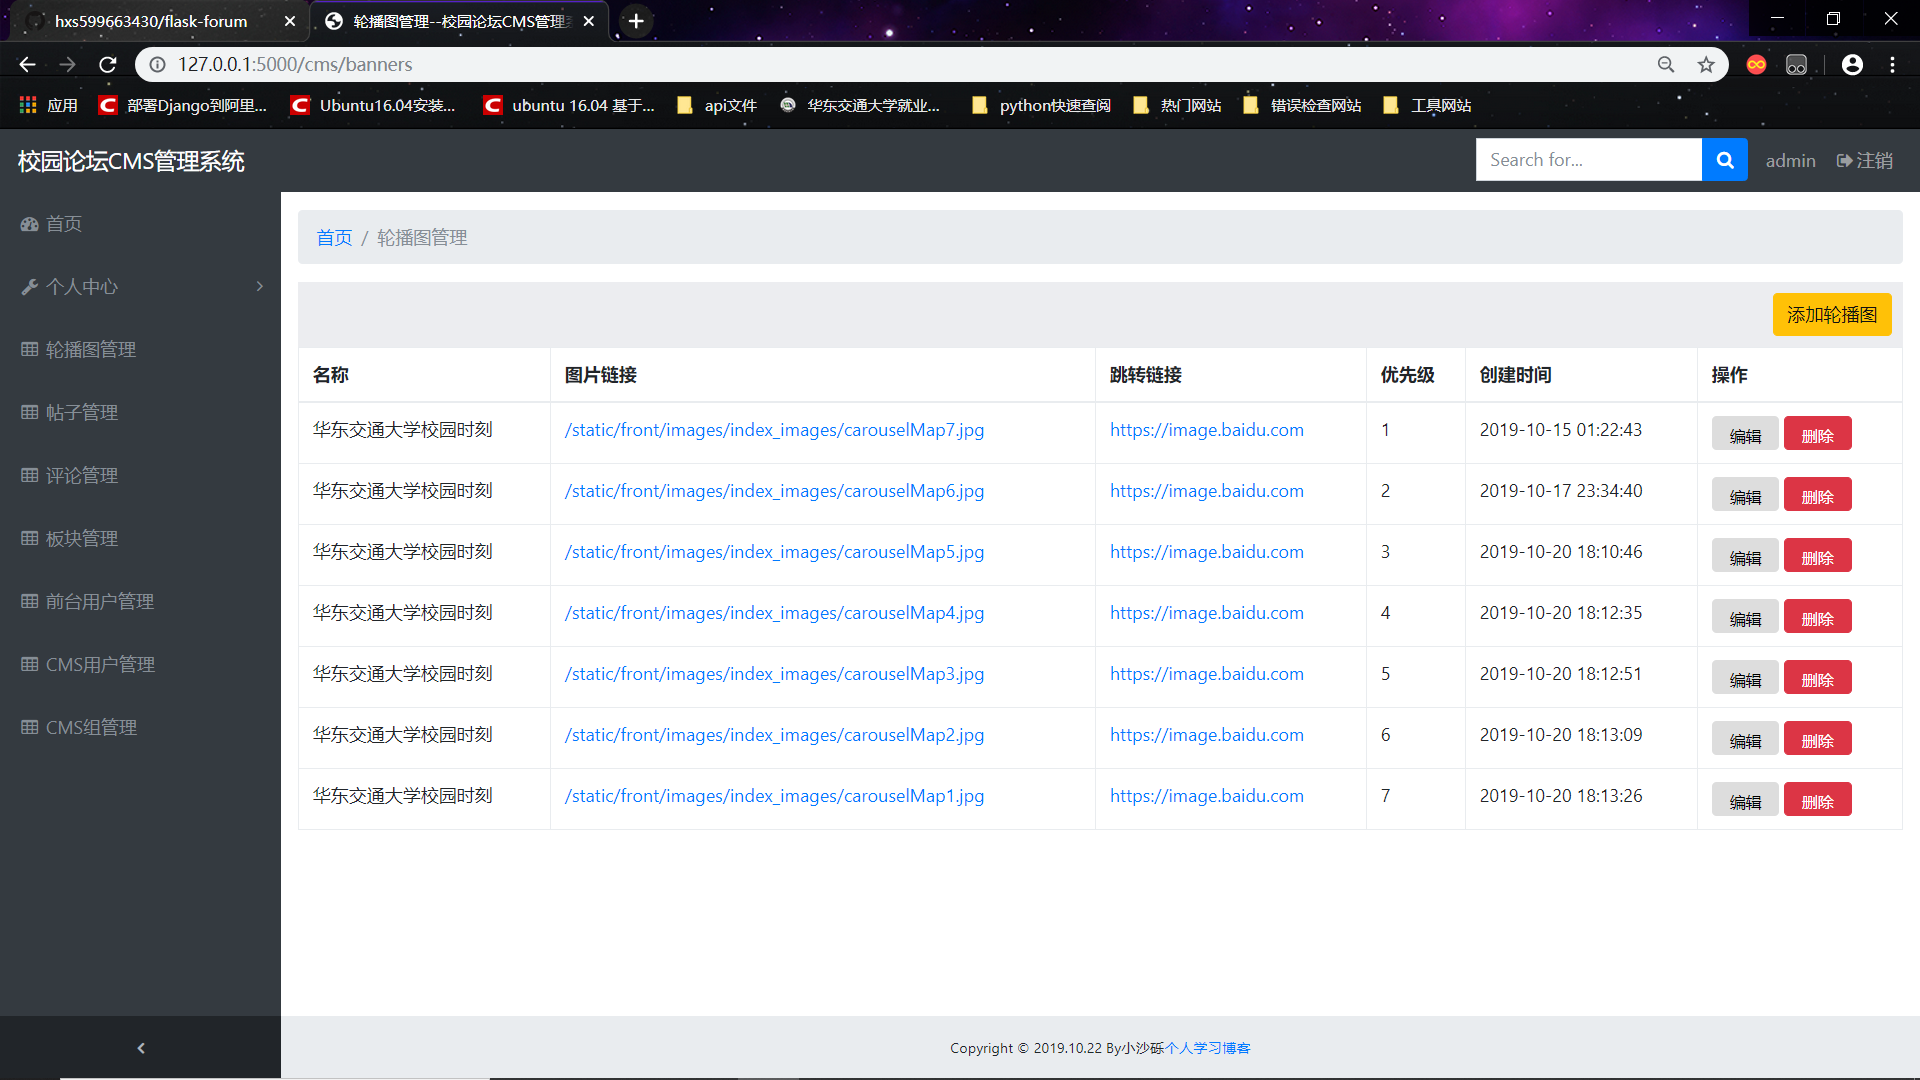 hxs599663430/flask-forum
轮播图管理--校园论坛CMS管理系
127.0.0.1:5000/cms/banners
应用 部署Django到阿里... Ubuntu16.04安装... ubuntu 16.04 基于... api文件 华东交通大学就业... python快速查阅 热门网站 错误检查网站 工具网站
校园论坛CMS管理系统
Search for...
admin
注销
首页
个人中心
轮播图管理
帖子管理
评论管理
板块管理
前台用户管理
CMS用户管理
CMS组管理
首页 / 轮播图管理
添加轮播图
名称 图片链接 跳转链接 优先级 创建时间 操作
华东交通大学校园时刻 /static/front/images/index_images/carouselMap7.jpg https://image.baidu.com 1 2019-10-15 01:22:43 编辑 删除
华东交通大学校园时刻 /static/front/images/index_images/carouselMap6.jpg https://image.baidu.com 2 2019-10-17 23:34:40 编辑 删除
华东交通大学校园时刻 /static/front/images/index_images/carouselMap5.jpg https://image.baidu.com 3 2019-10-20 18:10:46 编辑 删除
华东交通大学校园时刻 /static/front/images/index_images/carouselMap4.jpg https://image.baidu.com 4 2019-10-20 18:12:35 编辑 删除
华东交通大学校园时刻 /static/front/images/index_images/carouselMap3.jpg https://image.baidu.com 5 2019-10-20 18:12:51 编辑 删除
华东交通大学校园时刻 /static/front/images/index_images/carouselMap2.jpg https://image.baidu.com 6 2019-10-20 18:13:09 编辑 删除
华东交通大学校园时刻 /static/front/images/index_images/carouselMap1.jpg https://image.baidu.com 7 2019-10-20 18:13:26 编辑 删除
Copyright © 2019.10.22 By小沙砾个人学习博客